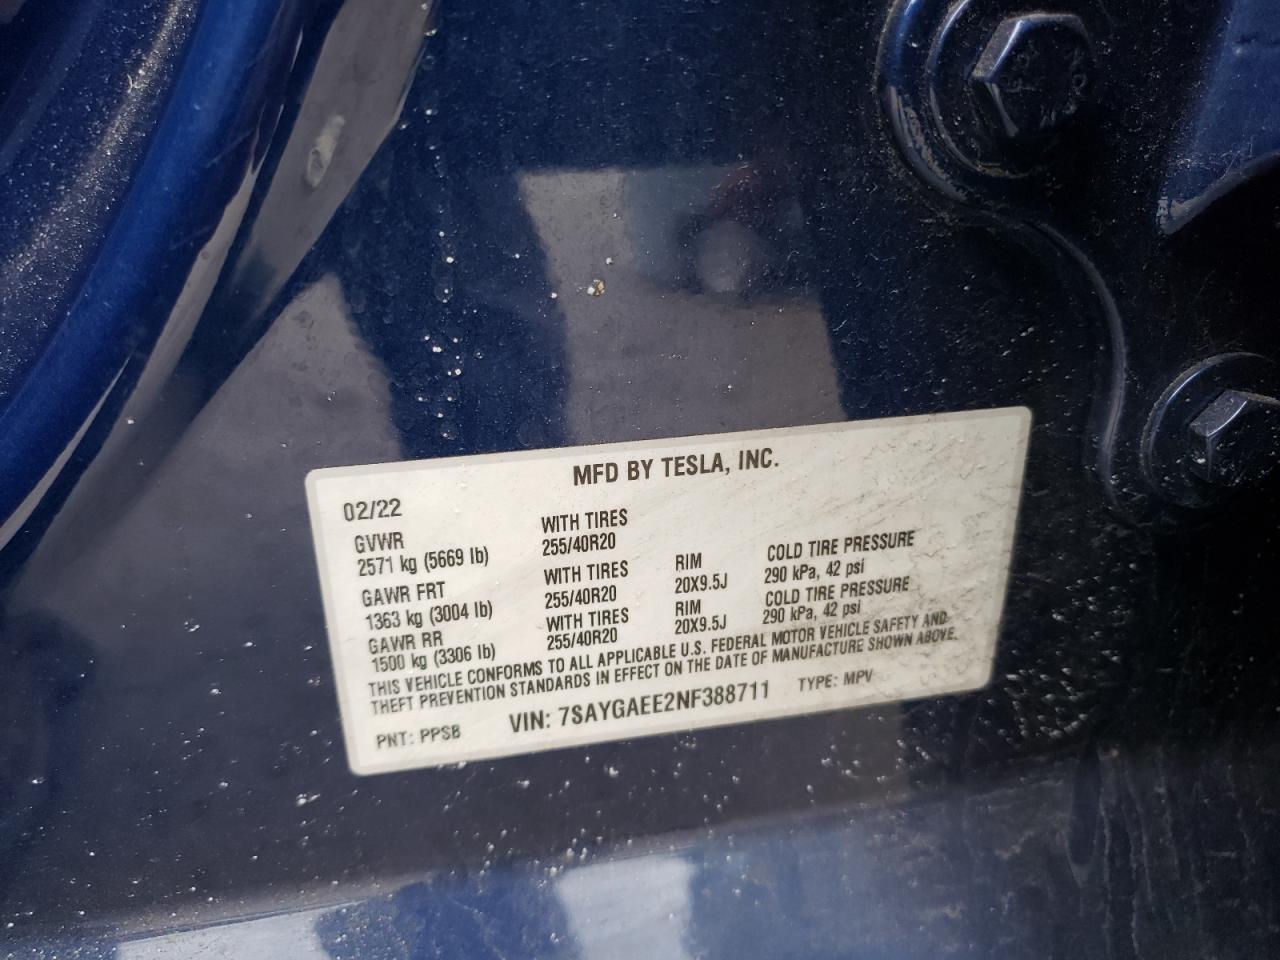 MFD BY TESLA, INC.
02/22
GVWR
2571 kg (5669 lb)
WITH TIRES
255/40R20
GAWR FRT
1363 kg (3004 lb)
WITH TIRES
255/40R20
RIM
20X9.5J
COLD TIRE PRESSURE
290 kPa, 42 psi
GAWR RR
1500 kg (3306 lb)
WITH TIRES
255/40R20
RIM
20X9.5J
COLD TIRE PRESSURE
290 kPa, 42 psi
THIS VEHICLE CONFORMS TO ALL APPLICABLE U.S. FEDERAL MOTOR VEHICLE SAFETY AND
THEFT PREVENTION STANDARDS IN EFFECT ON THE DATE OF MANUFACTURE SHOWN ABOVE.
PNT: PPSB VIN: 7SAYGAEE2NF388711 TYPE: MPV